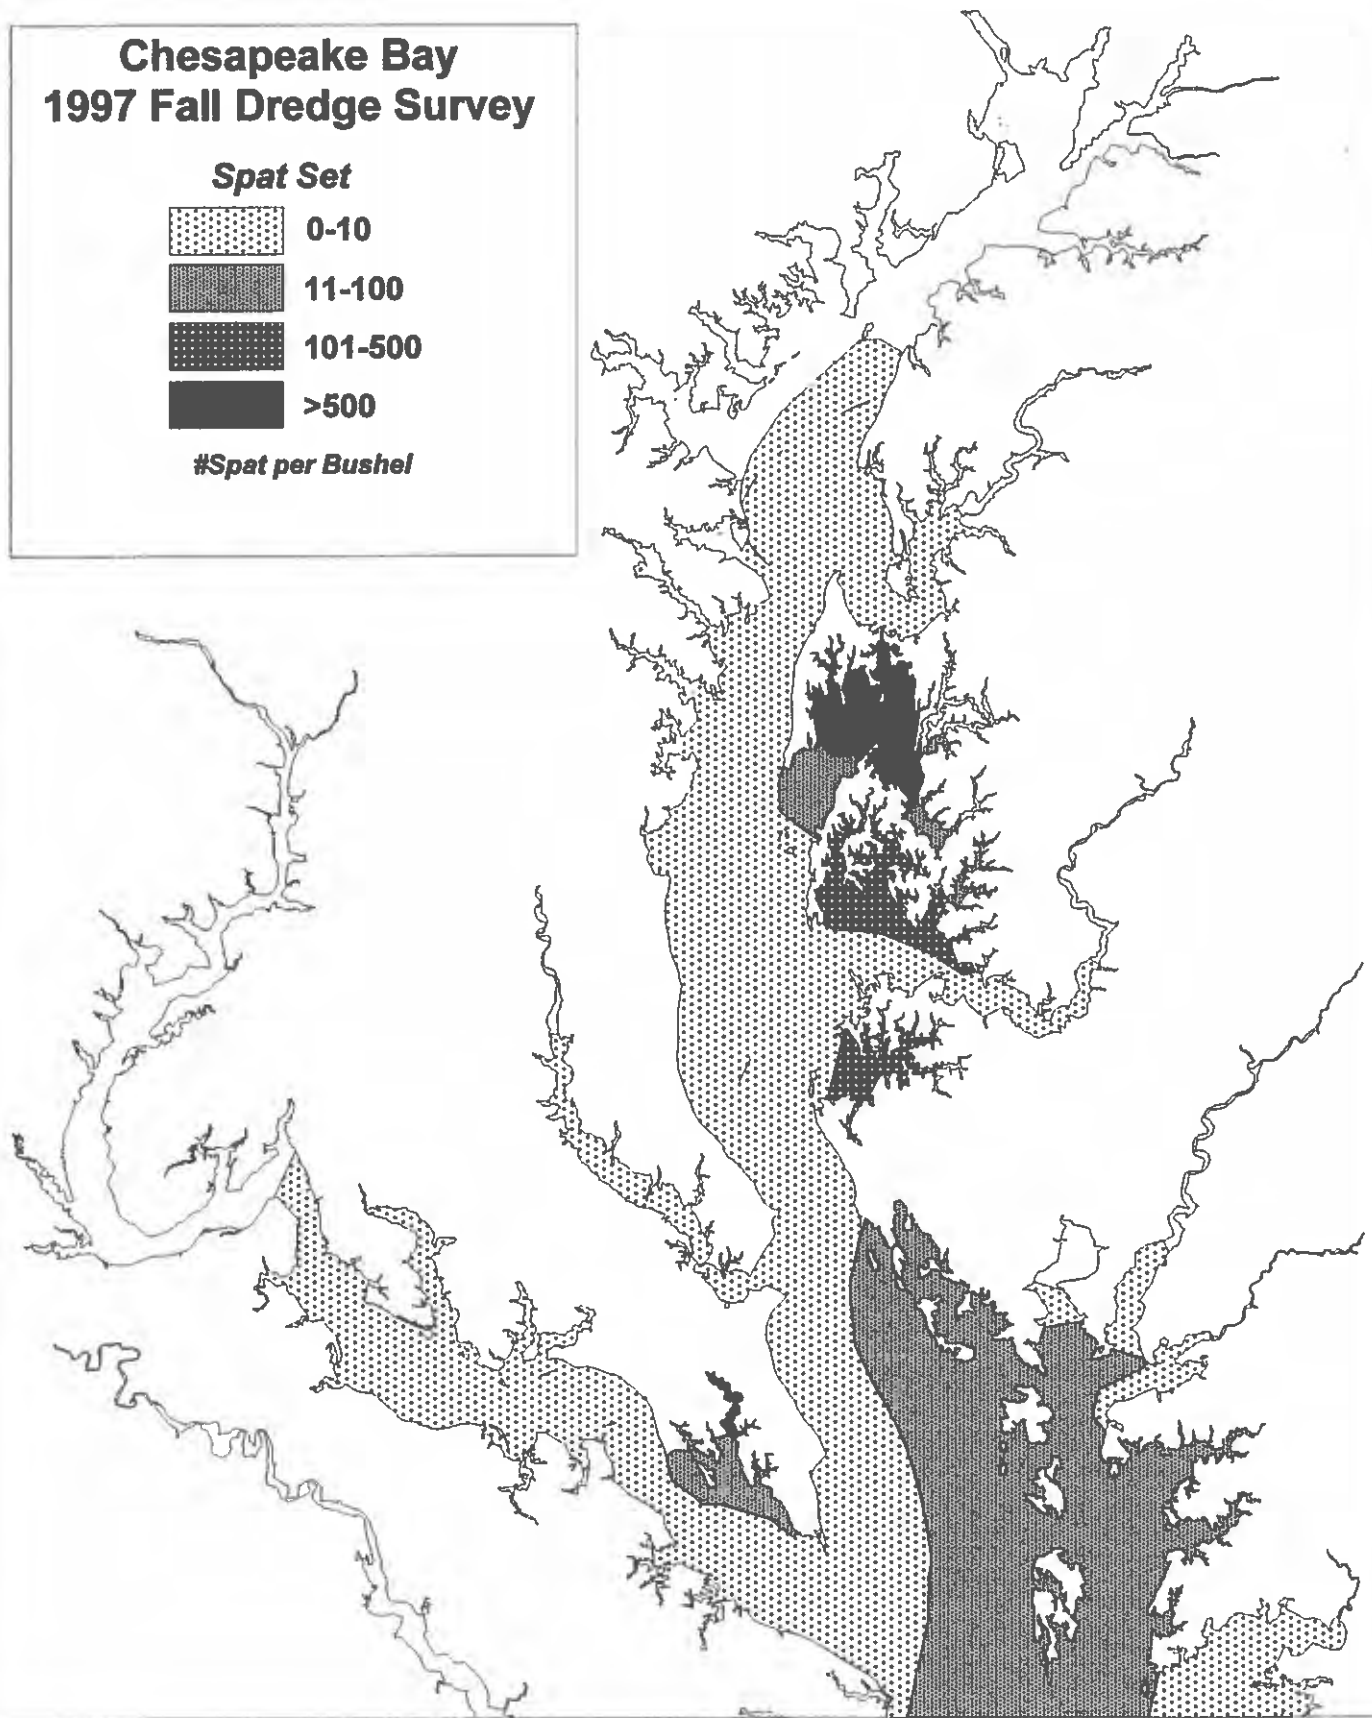 Chesapeake Bay
1997 Fall Dredge Survey
Spat Set
0-10
11-100
101-500
>500
#Spat per Bushel